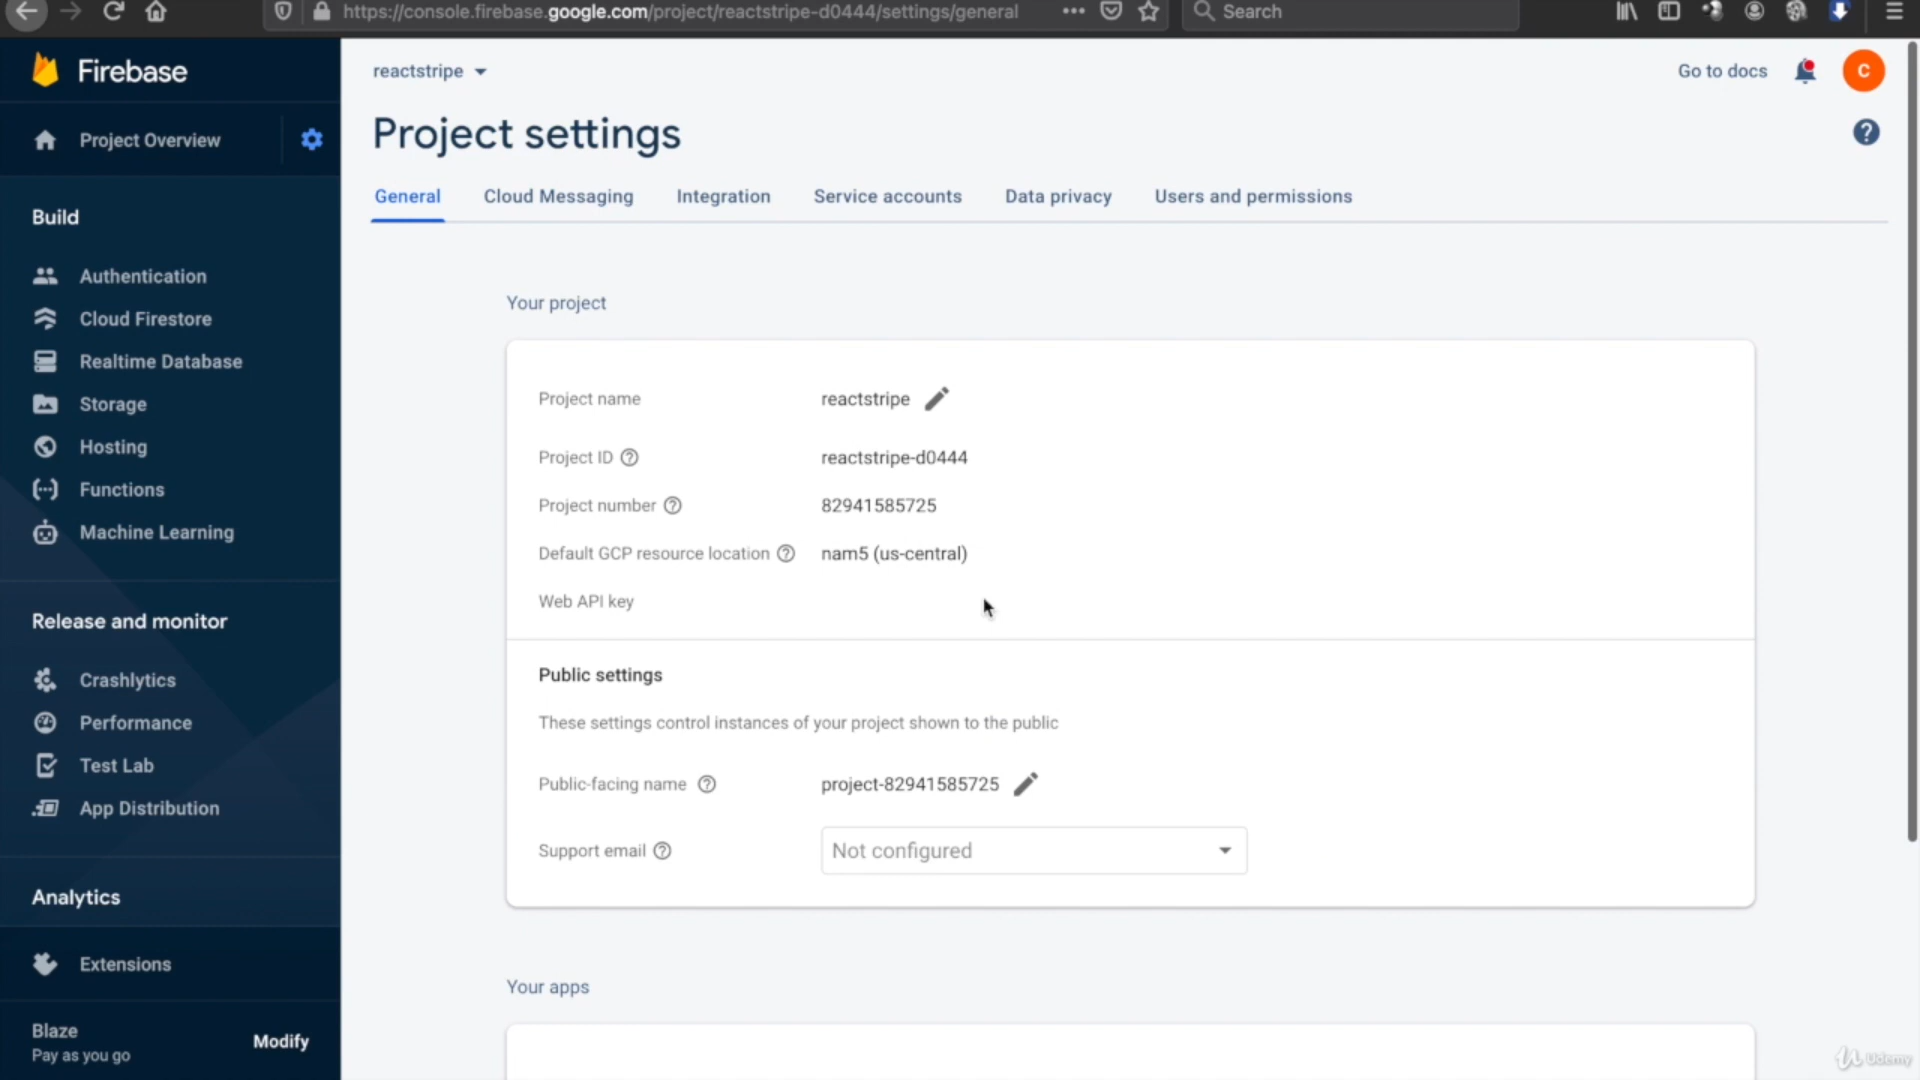 https://console.firebase.google.com/project/reactstripe-d0444/settings/general
Search
Firebase
reactstripe
Go to docs
C
Project Overview
Project settings
General
Cloud Messaging
Integration
Service accounts
Data privacy
Users and permissions
Build
Authentication
Cloud Firestore
Realtime Database
Storage
Hosting
Functions
Machine Learning
Release and monitor
Crashlytics
Performance
Test Lab
App Distribution
Analytics
Extensions
Blaze
Pay as you go
Modify
Your project
Project name
reactstripe
Project ID
reactstripe-d0444
Project number
82941585725
Default GCP resource location
nam5 (us-central)
Web API key
Public settings
These settings control instances of your project shown to the public
Public-facing name
project-82941585725
Support email
Not configured
Your apps
Udemy